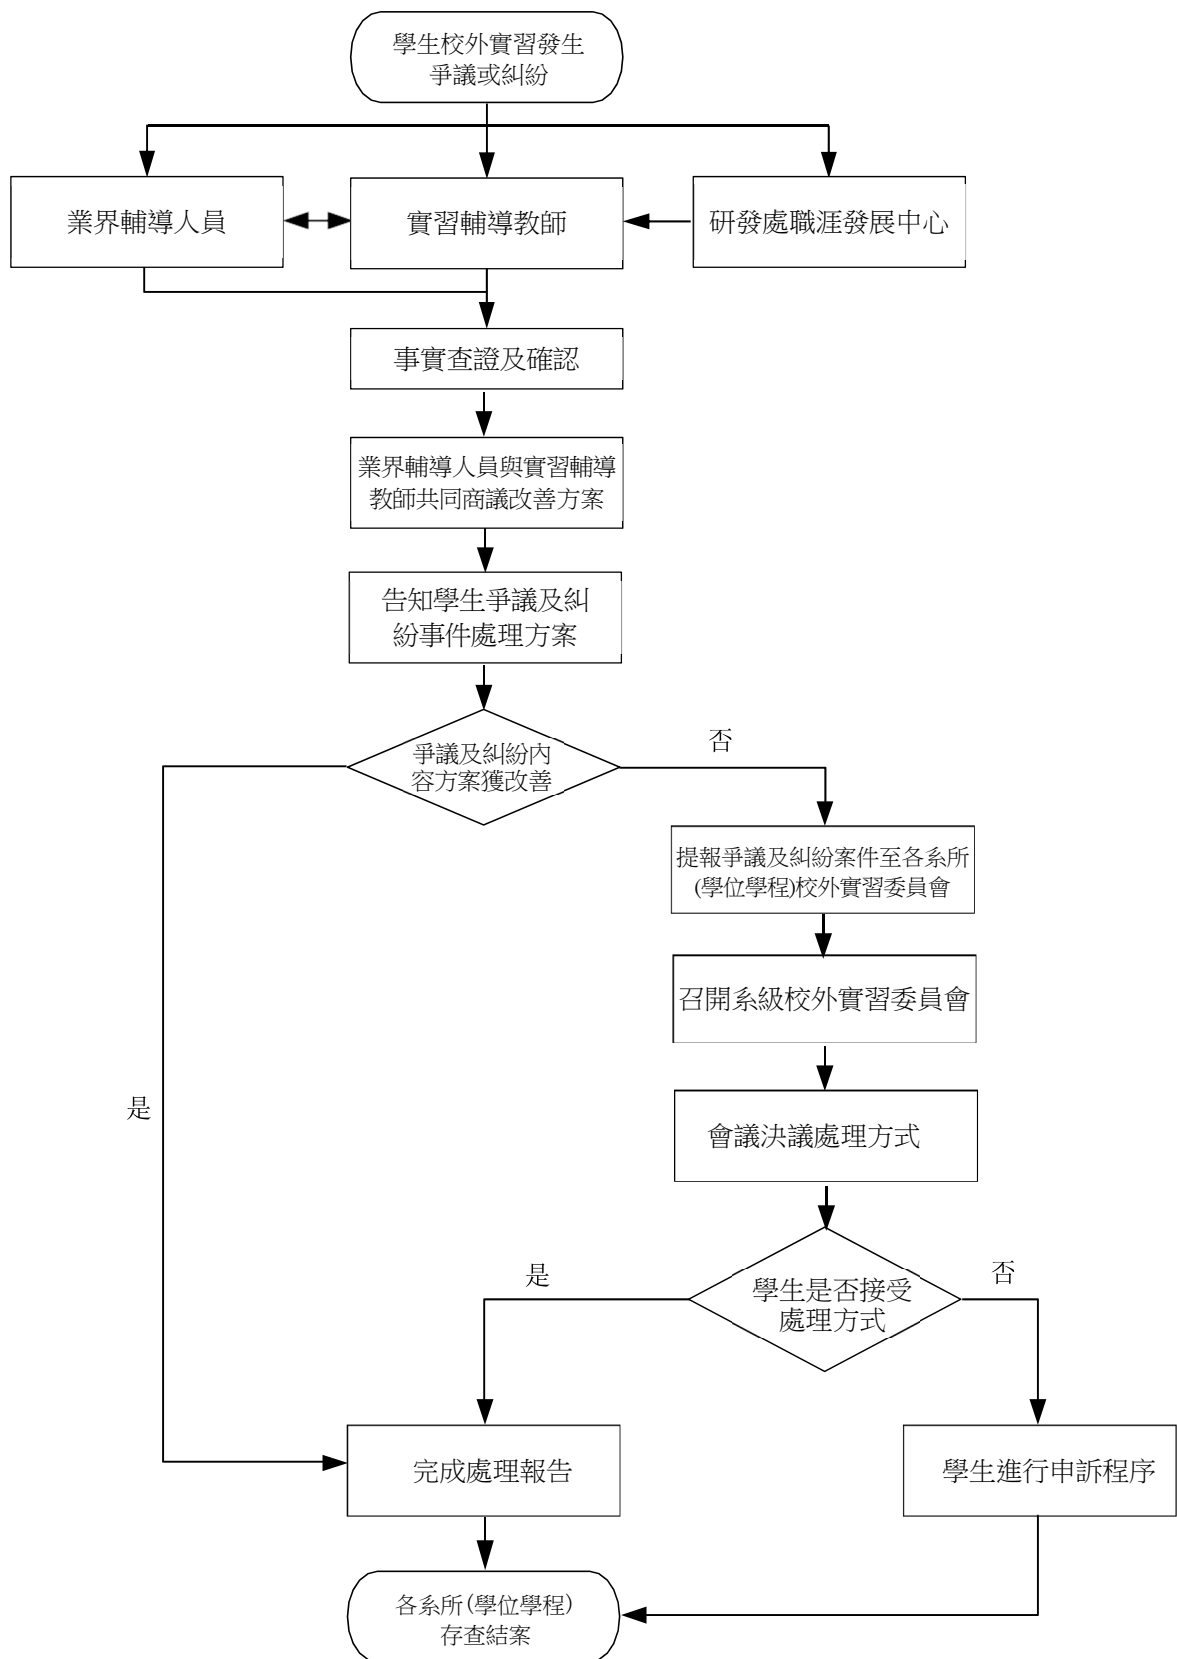 學生校外實習發生
爭議或糾紛
業界輔導人員
實習輔導教師
研發處職涯發展中心
事實查證及確認
業界輔導人員與實習輔導
教師共同商議改善方案
告知學生爭議及糾
紛事件處理方案
爭議及糾紛內
容方案獲改善
否
提報爭議及糾紛案件至各系所
(學位學程)校外實習委員會
召開系級校外實習委員會
是
會議決議處理方式
是
否
學生是否接受
處理方式
完成處理報告
學生進行申訴程序
各系所(學位學程)
存查結案